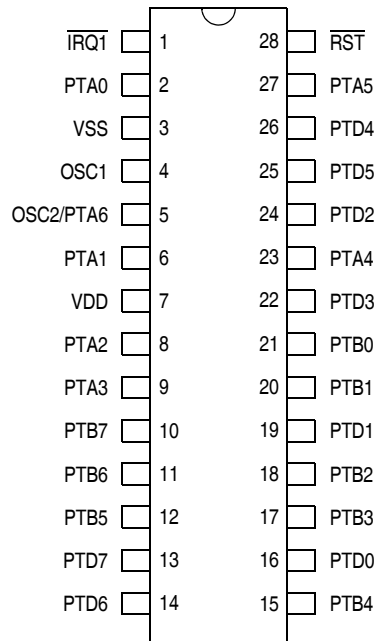 IRQ1 1 28 RST
PTA0 2 27 PTA5
VSS 3 26 PTD4
OSC1 4 25 PTD5
OSC2/PTA6 5 24 PTD2
PTA1 6 23 PTA4
VDD 7 22 PTD3
PTA2 8 21 PTB0
PTA3 9 20 PTB1
PTB7 10 19 PTD1
PTB6 11 18 PTB2
PTB5 12 17 PTB3
PTD7 13 16 PTD0
PTD6 14 15 PTB4